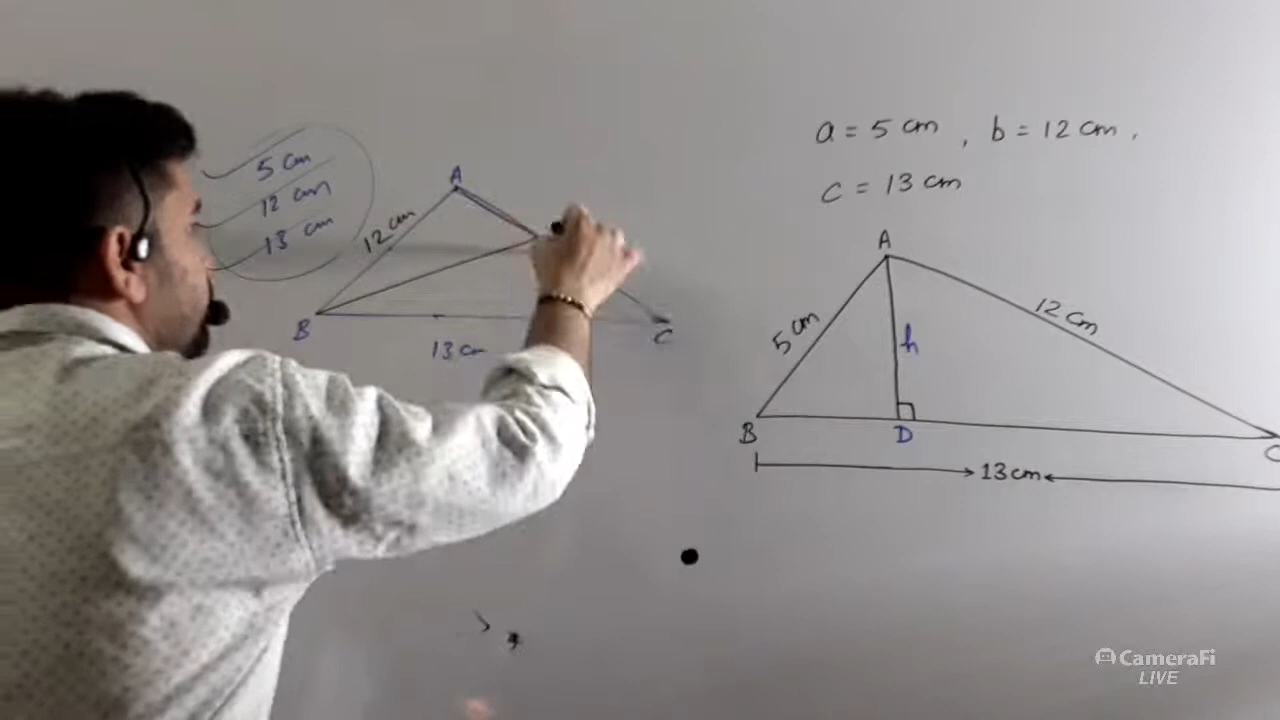 5 cm
12 cm
13 cm
A
12 cm
B
C
13 cm
a = 5 cm , b = 12 cm ,
c = 13 cm
A
5 cm
12 cm
h
B
D
C
13 cm
CameraFi
LIVE